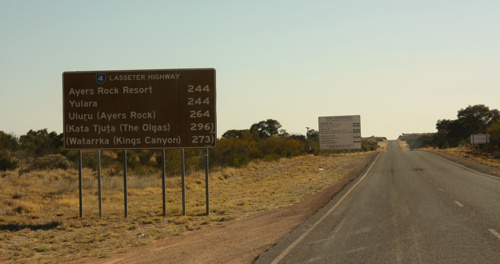 4 LASSETER HIGHWAY
Ayers Rock Resort 244
Yulara 244
Uluṟu (Ayers Rock) 264
(Kata Tjuṯa (The Olgas) 296)
(Watarrka (Kings Canyon) 273)